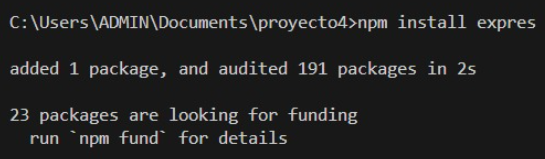 C:\Users\ADMIN\Documents\proyecto4>npm install expres
added 1 package, and audited 191 packages in 2s
23 packages are looking for funding
  run `npm fund` for details